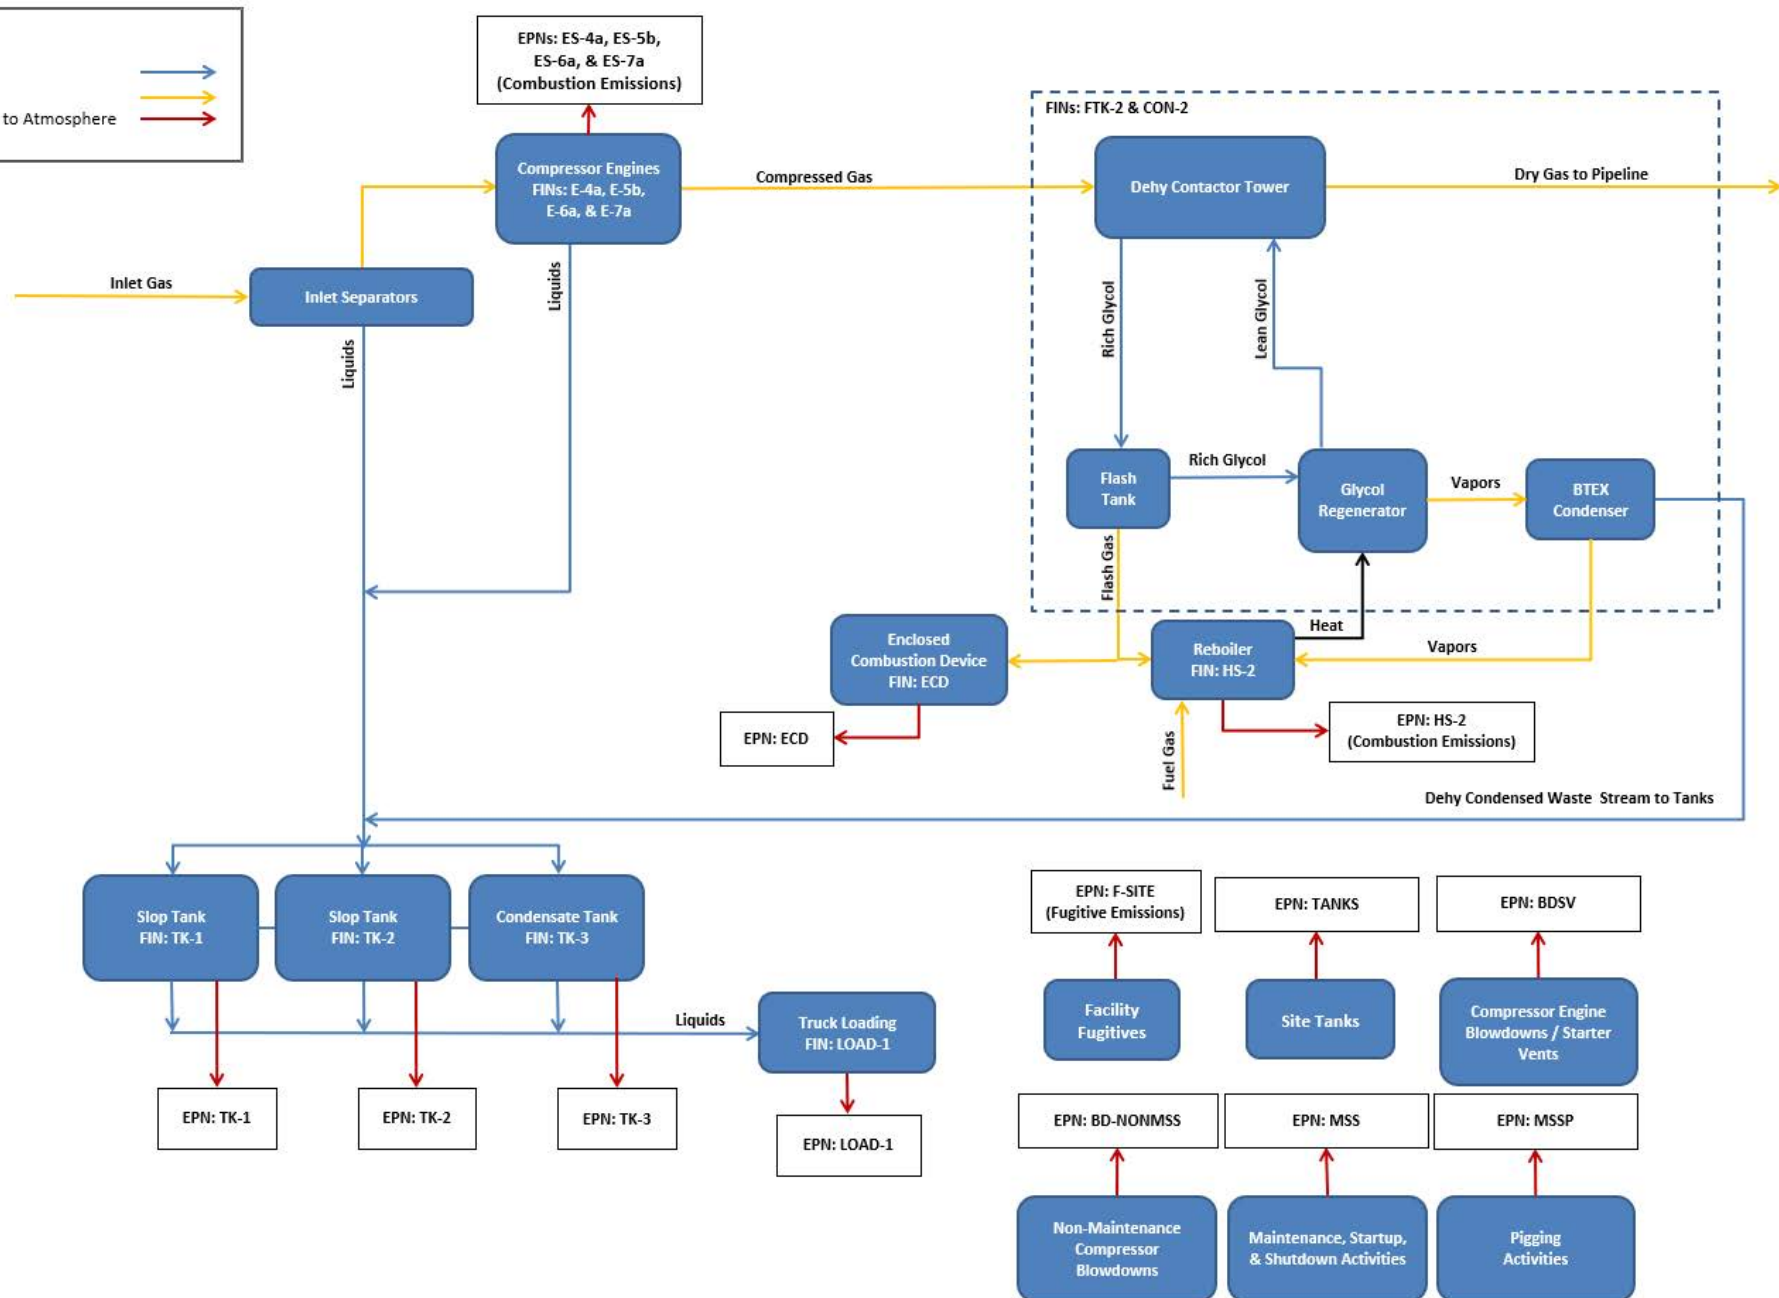 to Atmosphere
EPNs: ES-4a, ES-5b,
ES-6a, & ES-7a
(Combustion Emissions)
FINs: FTK-2 & CON-2
Compressor Engines
FINs: E-4a, E-5b,
E-6a, & E-7a
Compressed Gas
Dehy Contactor Tower
Dry Gas to Pipeline
Inlet Gas
Inlet Separators
Liquids
Liquids
Rich Glycol
Lean Glycol
Flash
Tank
Rich Glycol
Glycol
Regenerator
Vapors
BTEX
Condenser
Flash Gas
Enclosed
Combustion Device
FIN: ECD
Reboiler
FIN: HS-2
Heat
Vapors
EPN: ECD
EPN: HS-2
(Combustion Emissions)
Fuel Gas
Dehy Condensed Waste  Stream to Tanks
Slop Tank
FIN: TK-1
Slop Tank
FIN: TK-2
Condensate Tank
FIN: TK-3
Liquids
Truck Loading
FIN: LOAD-1
EPN: TK-1
EPN: TK-2
EPN: TK-3
EPN: LOAD-1
EPN: F-SITE
(Fugitive Emissions)
EPN: TANKS
EPN: BDSV
Facility
Fugitives
Site Tanks
Compressor Engine
Blowdowns / Starter
Vents
EPN: BD-NONMSS
EPN: MSS
EPN: MSSP
Non-Maintenance
Compressor
Blowdowns
Maintenance, Startup,
& Shutdown Activities
Pigging
Activities